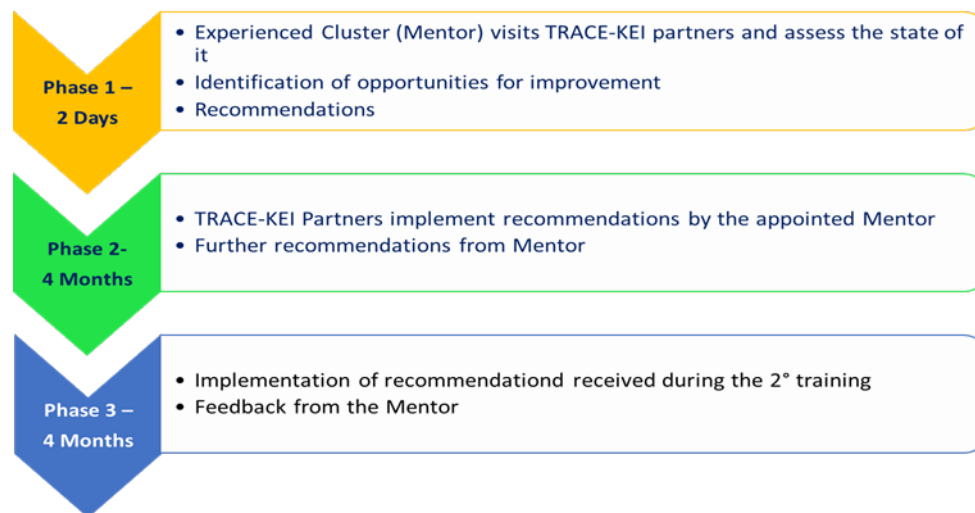 Phase 1 –
2 Days
• Experienced Cluster (Mentor) visits TRACE-KEI partners and assess the state of
it
• Identification of opportunities for improvement
• Recommendations
Phase 2-
4 Months
• TRACE-KEI Partners implement recommendations by the appointed Mentor
• Further recommendations from Mentor
Phase 3 –
4 Months
• Implementation of recommendationd received during the 2° training
• Feedback from the Mentor